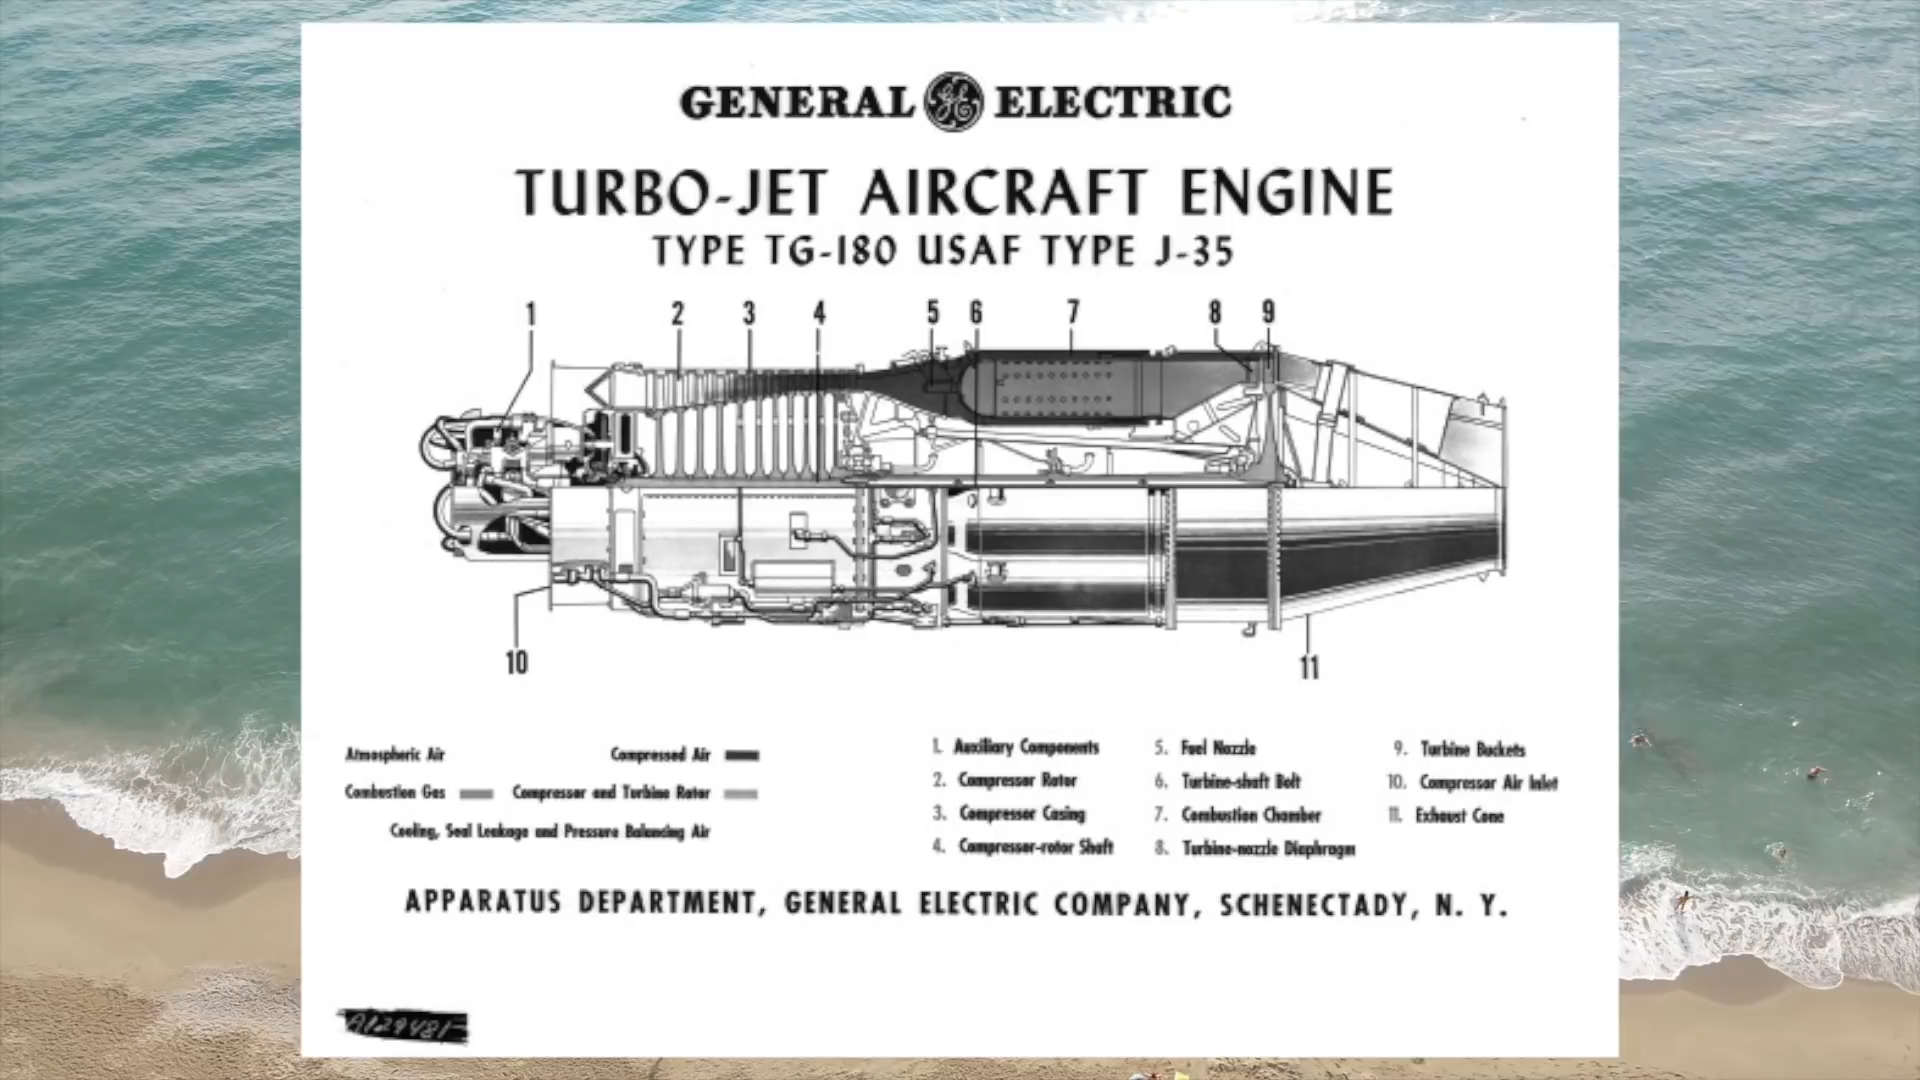 GENERAL GE ELECTRIC
TURBO-JET AIRCRAFT ENGINE
TYPE TG-180 USAF TYPE J-35
1 2 3 4 5 6 7 8 9
10 11
Atmospheric Air
Compressed Air
Combustion Gas
Compressor and Turbine Rotor
Cooling, Seal Leakage and Pressure Balancing Air
1. Auxiliary Components
2. Compressor Rotor
3. Compressor Casing
4. Compressor-rotor Shaft
5. Fuel Nozzle
6. Turbine-shaft Bolt
7. Combustion Chamber
8. Turbine-nozzle Diaphragm
9. Turbine Buckets
10. Compressor Air Inlet
11. Exhaust Cone
APPARATUS DEPARTMENT, GENERAL ELECTRIC COMPANY, SCHENECTADY, N. Y.